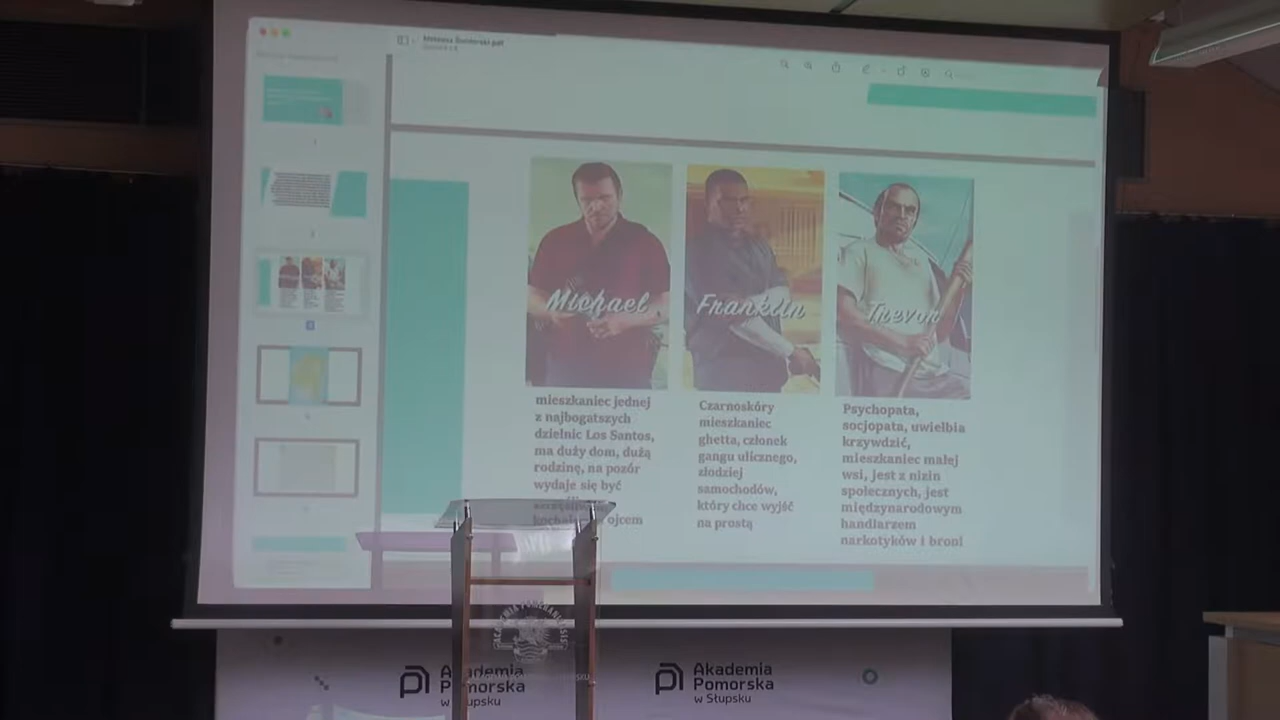 Michael
mieszkaniec jednej
z najbogatszych
dzielnic Los Santos,
ma duży dom, dużą
rodzinę, na pozór
wydaje się być
ojcem
Franklin
Czarnoskóry
mieszkaniec
ghetta, członek
gangu ulicznego,
złodziej
samochodów,
który chce wyjść
na prostą
Trevor
Psychopata,
socjopata, uwielbia
krzywdzić,
mieszkaniec małej
wsi, jest z nizin
społecznych, jest
międzynarodowym
handlarzem
narkotyków i broni
Akademia
Pomorska
w Słupsku
Akademia
Pomorska
w Słupsku